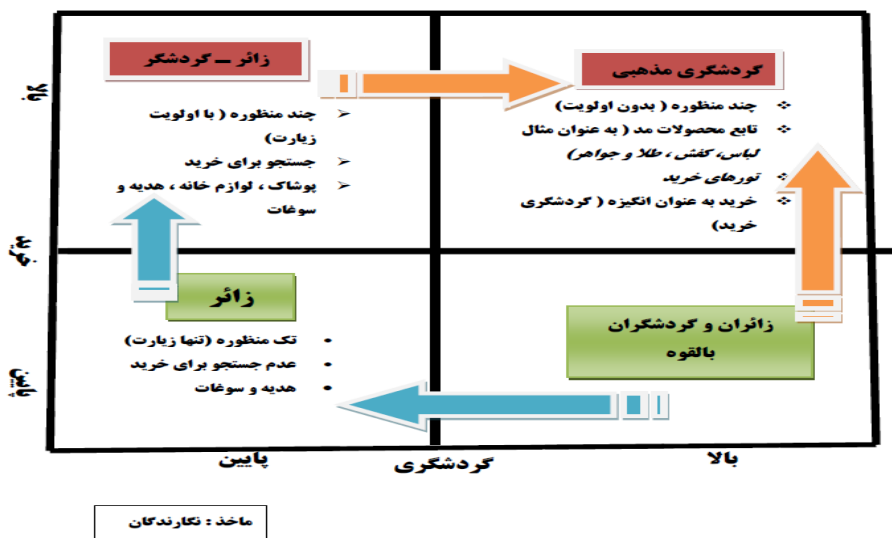 گردشگری مذهبی
❖ چند منظوره ( بدون اولویت)
❖ تابع محصولات مد ( به عنوان مثال
لباس، کفش ، طلا و جواهر)
❖ تورهای خرید
❖ خرید به عنوان انگیزه ( گردشگری
خرید)
زائر – گردشگر
➢ چند منظوره ( با اولویت
زیارت)
➢ جستجو برای خرید
➢ پوشاک ، لوازم خانه ، هدیه و
سوغات
بالا
خرید
پایین
زائران و گردشگران
بالقوه
زائر
• تک منظوره (تنها زیارت)
• عدم جستجو برای خرید
• هدیه و سوغات
بالا
گردشگری
پایین
ماخذ : نگارندگان